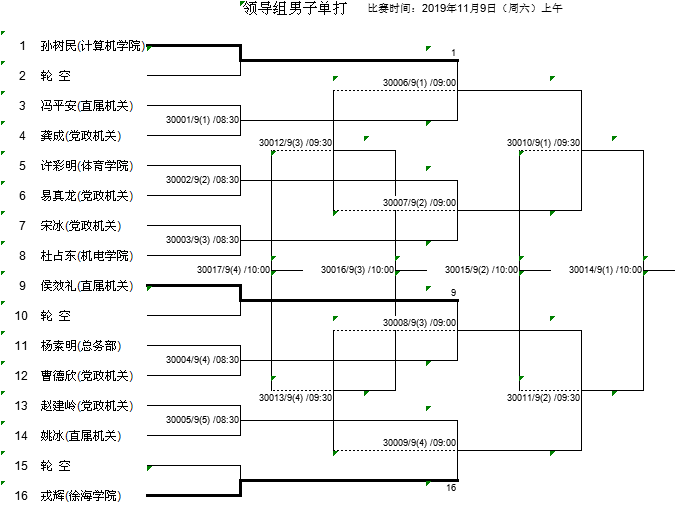 领导组男子单打 比赛时间：2019年11月9日（周六）上午
1 孙树民(计算机学院) 1
2 轮 空 30006/9(1) /09:00
3 冯平安(直属机关)
30001/9(1) /08:30
4 龚成(党政机关)
30012/9(3) /09:30 30010/9(1) /09:30
5 许彩明(体育学院)
30002/9(2) /08:30
6 易真龙(党政机关)
30007/9(2) /09:00
7 宋冰(党政机关)
30003/9(3) /08:30
8 杜占东(机电学院)
30017/9(4) /10:00 30016/9(3) /10:00 30015/9(2) /10:00 30014/9(1) /10:00
9 侯效礼(直属机关) 9
10 轮 空
30008/9(3) /09:00
11 杨素明(总务部)
30004/9(4) /08:30
12 曹德欣(党政机关)
30013/9(4) /09:30 30011/9(2) /09:30
13 赵建岭(党政机关)
30005/9(5) /08:30
14 姚冰(直属机关)
30009/9(4) /09:00
15 轮 空
16 戎辉(徐海学院) 16